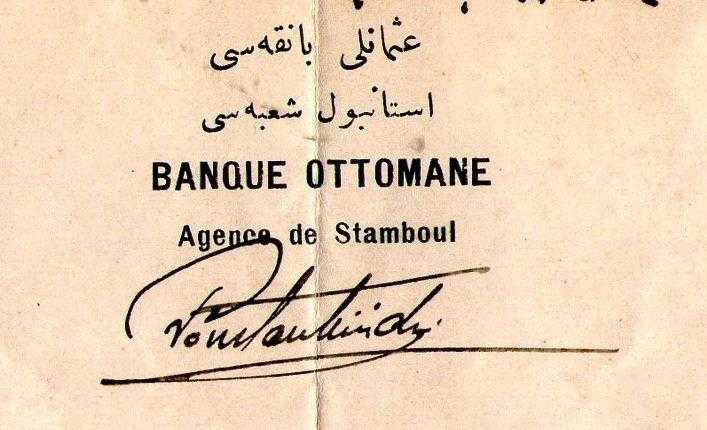 عثمانلی بانقه‌سی
استانبول شعبه‌سی
BANQUE OTTOMANE
Agence de Stamboul